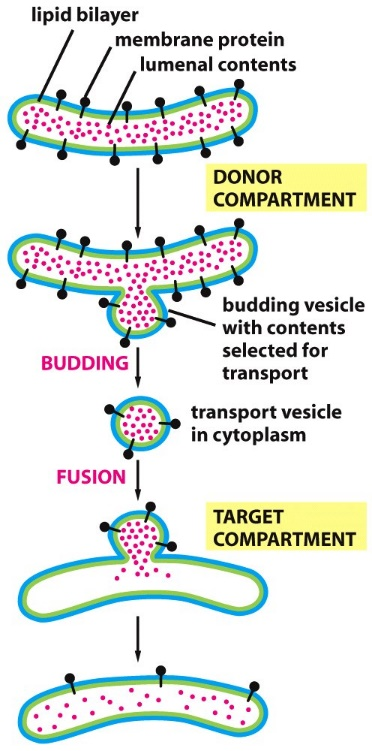 lipid bilayer
membrane protein
lumenal contents
DONOR
COMPARTMENT
budding vesicle
with contents
selected for
transport
BUDDING
transport vesicle
in cytoplasm
FUSION
TARGET
COMPARTMENT